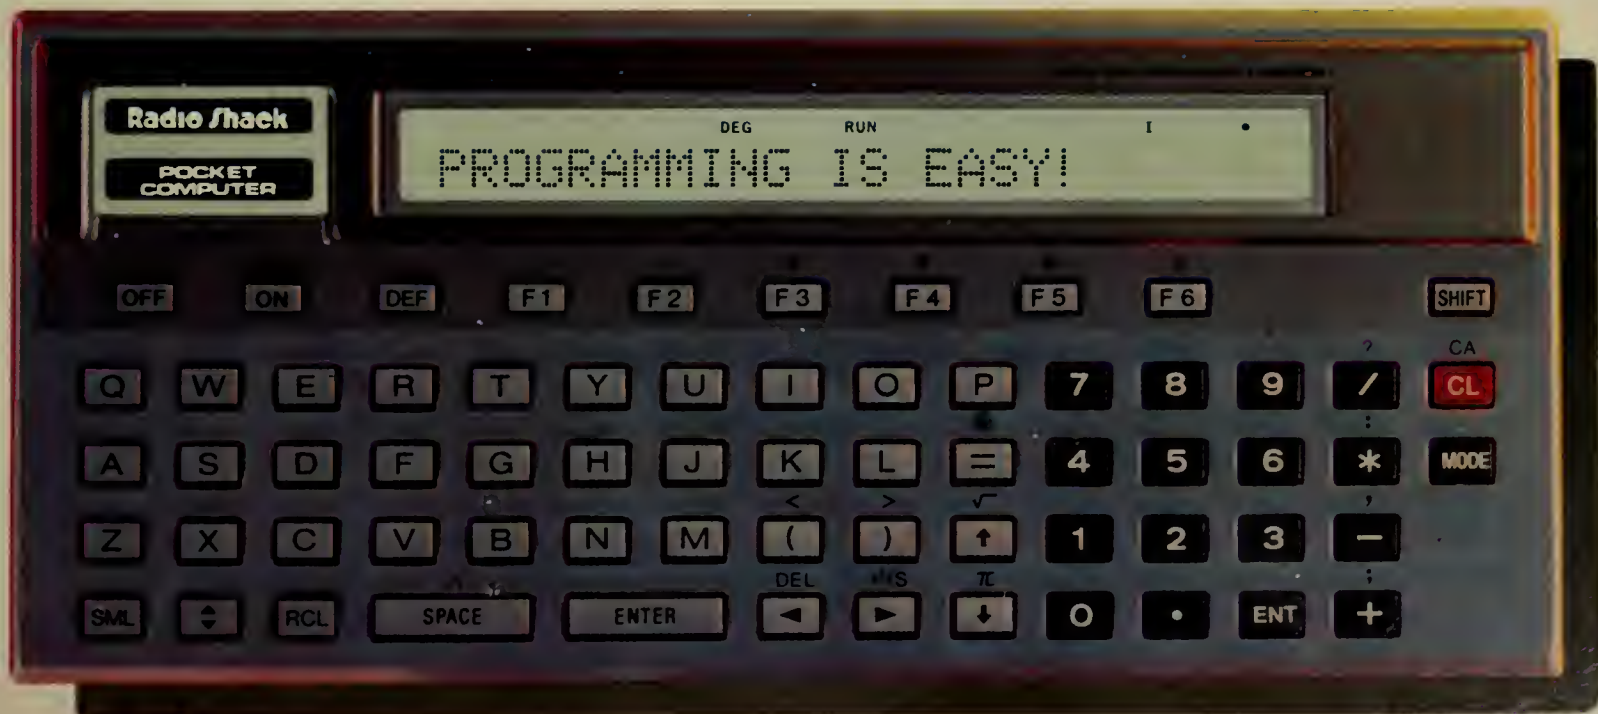 Radio Shack
POCKET
COMPUTER
DEG RUN I
PROGRAMMING IS EASY!
OFF ON DEF F1 F2 F3 F4 F5 F6 SHIFT
? CA
Q W E R T Y U I O P 7 8 9 / CL
:
A S D F G H J K L = 4 5 6 * MODE
< > √ ,
Z X C V B N M ( ) ↑ 1 2 3 −
DEL π ;
SML ◆ RCL SPACE ENTER ◄ ► ↓ 0 • ENT +